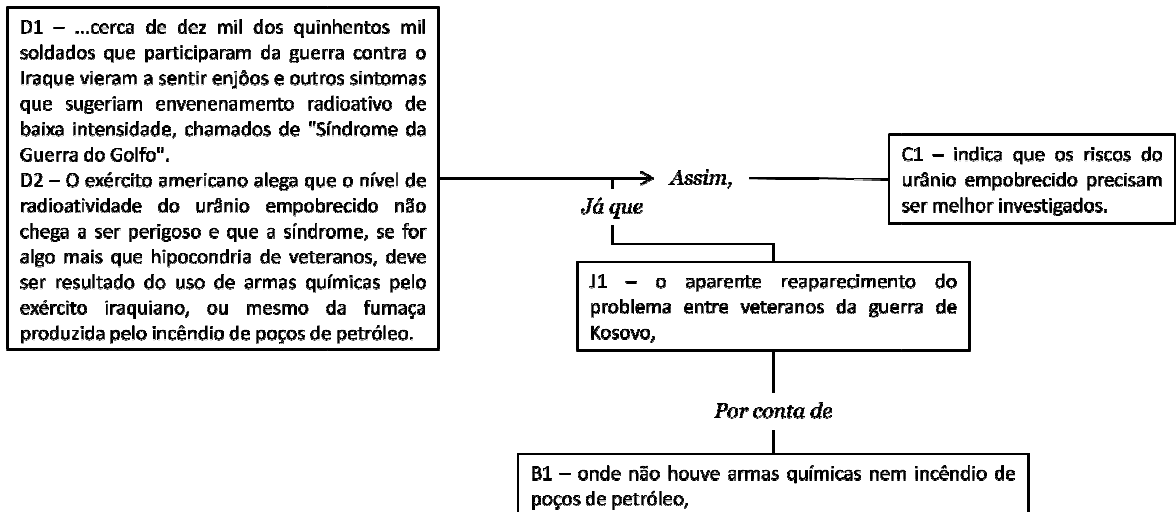 D1 – ...cerca de dez mil dos quinhentos mil
soldados que participaram da guerra contra o
Iraque vieram a sentir enjôos e outros sintomas
que sugeriam envenenamento radioativo de
baixa intensidade, chamados de "Síndrome da
Guerra do Golfo".
D2 – O exército americano alega que o nível de
radioatividade do urânio empobrecido não
chega a ser perigoso e que a síndrome, se for
algo mais que hipocondria de veteranos, deve
ser resultado do uso de armas químicas pelo
exército iraquiano, ou mesmo da fumaça
produzida pelo incêndio de poços de petróleo.
Assim,
C1 – indica que os riscos do
urânio empobrecido precisam
ser melhor investigados.
Já que
J1 – o aparente reaparecimento do
problema entre veteranos da guerra de
Kosovo,
Por conta de
B1 – onde não houve armas químicas nem incêndio de
poços de petróleo,